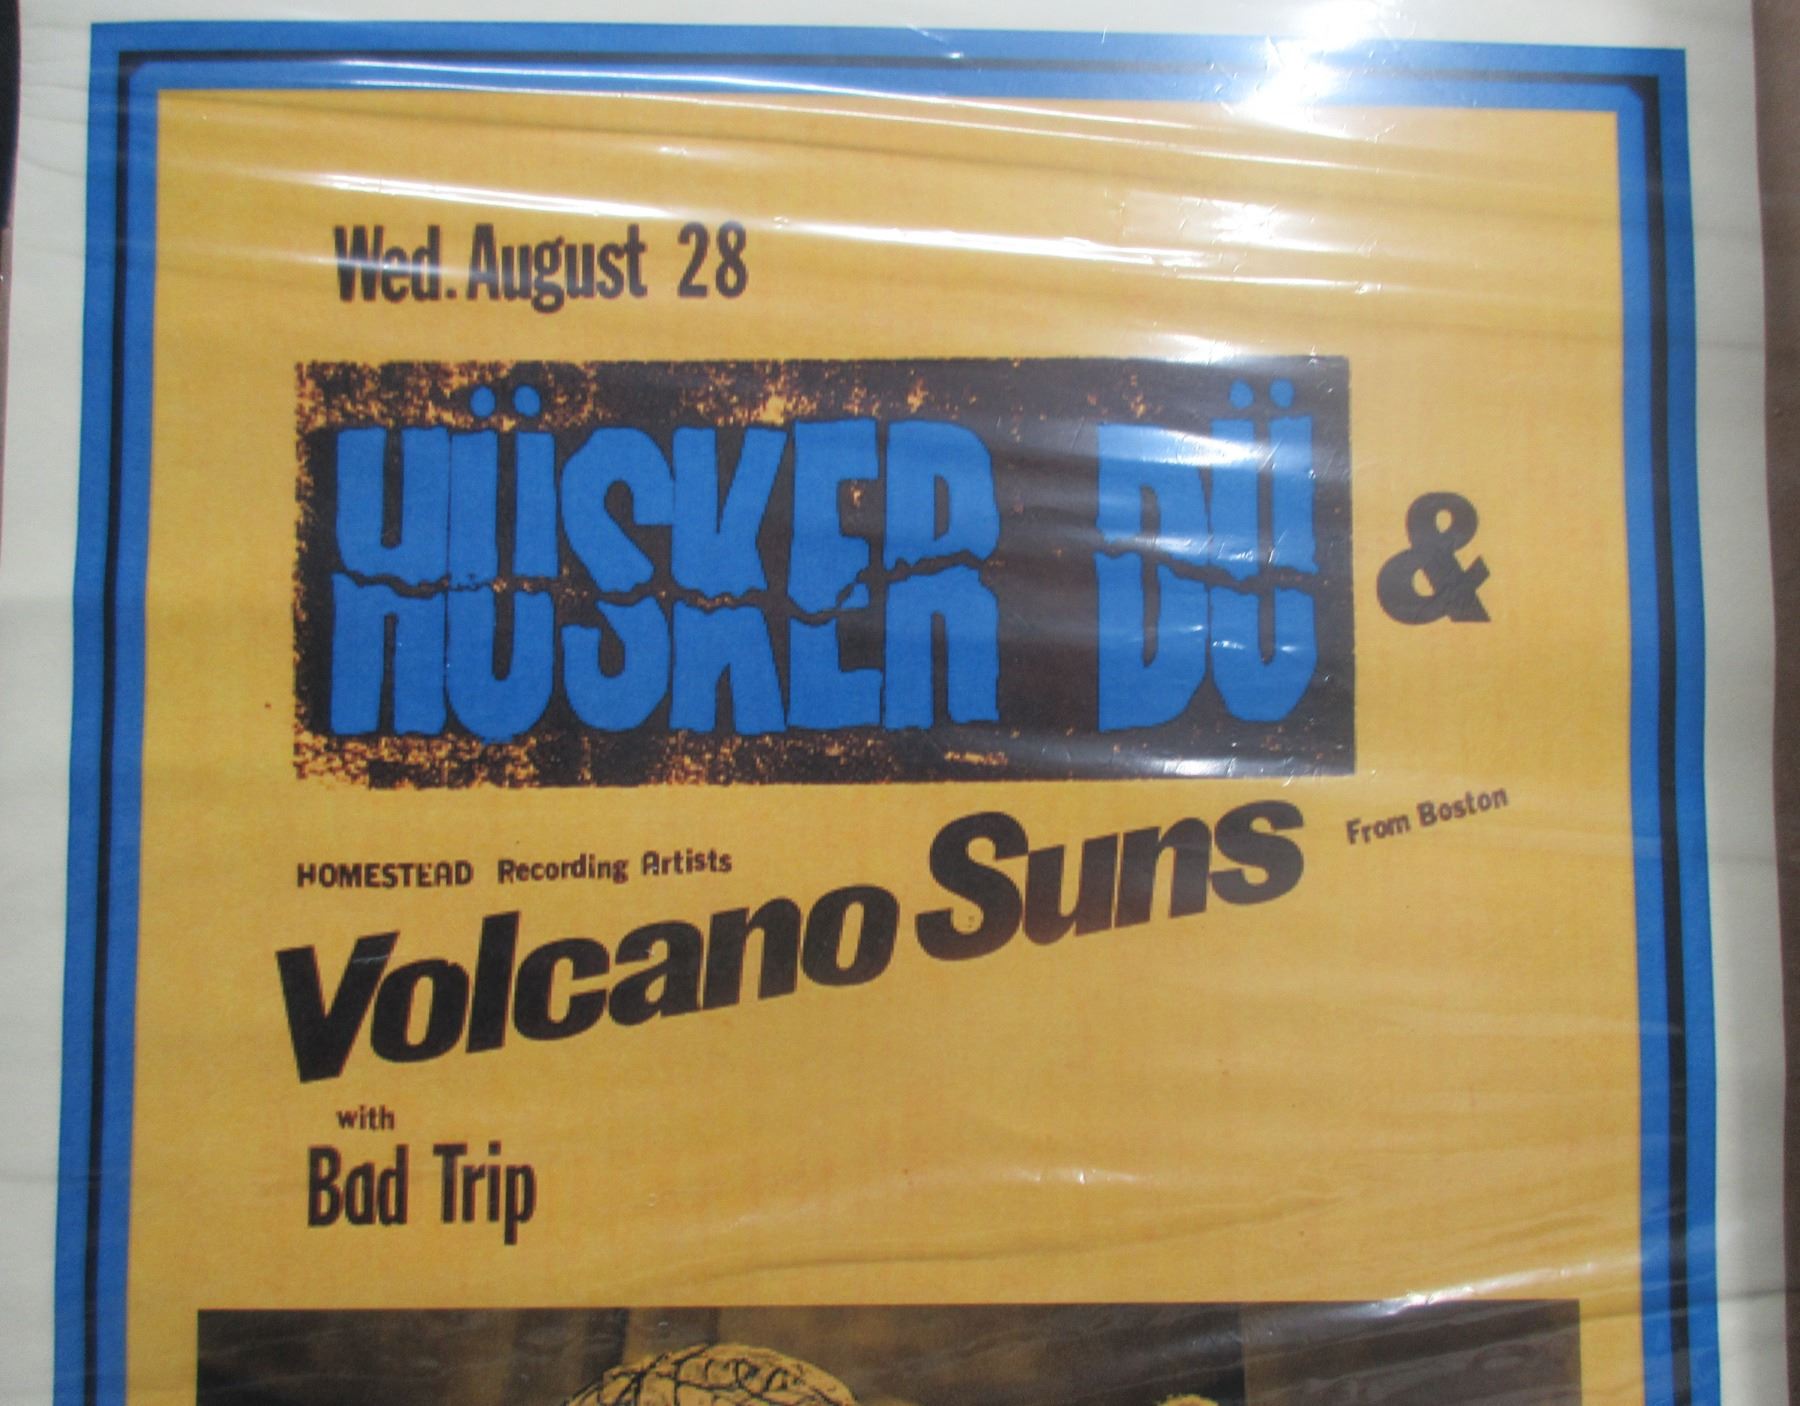 Wed. August 28
HÜSKER DÜ &
From Boston
HOMESTEAD Recording Artists
Volcano Suns
with
Bad Trip